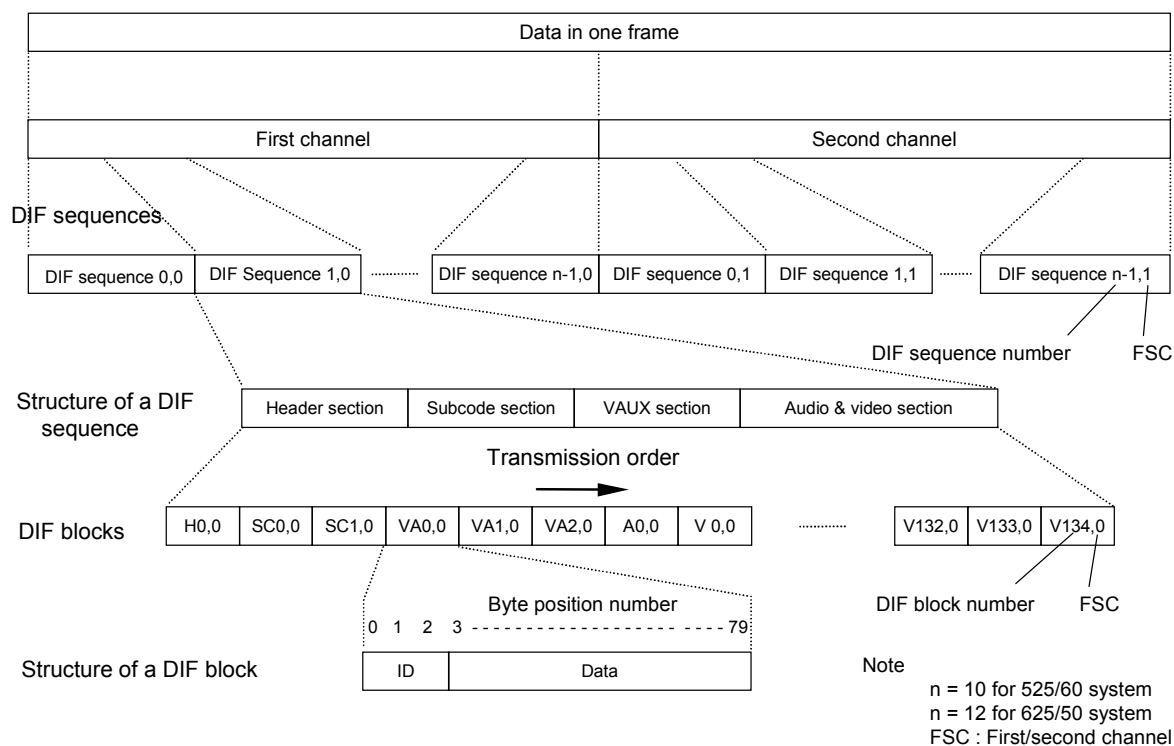 Data in one frame
First channel
Second channel
DIF sequences
DIF sequence 0,0
DIF Sequence 1,0
DIF sequence n-1,0
DIF sequence 0,1
DIF sequence 1,1
DIF sequence n-1,1
DIF sequence number
FSC
Structure of a DIF
sequence
Header section
Subcode section
VAUX section
Audio & video section
Transmission order
DIF blocks
H0,0
SC0,0
SC1,0
VA0,0
VA1,0
VA2,0
A0,0
V 0,0
V132,0
V133,0
V134,0
DIF block number
FSC
Byte position number
0 1 2 3 - - - - - - - - - - - - - - - - - - - - - - - - - - - - 79
Structure of a DIF block
ID
Data
Note
n = 10 for 525/60 system
n = 12 for 625/50 system
FSC : First/second channel